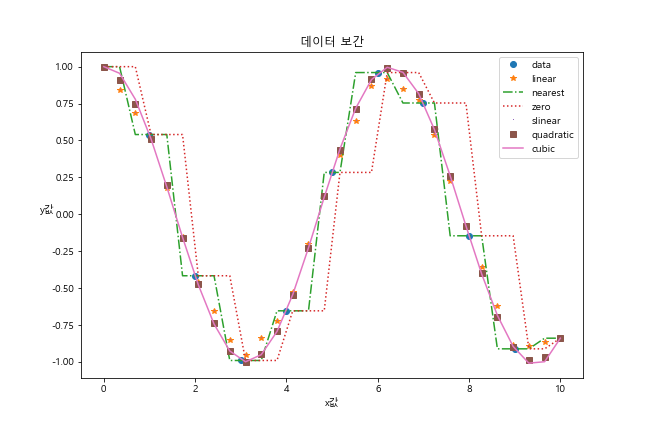 데이터 보간
1.00
0.75
0.50
0.25
0.00
-0.25
-0.50
-0.75
-1.00
y값
0
2
4
6
8
10
x값
data
linear
nearest
zero
slinear
quadratic
cubic